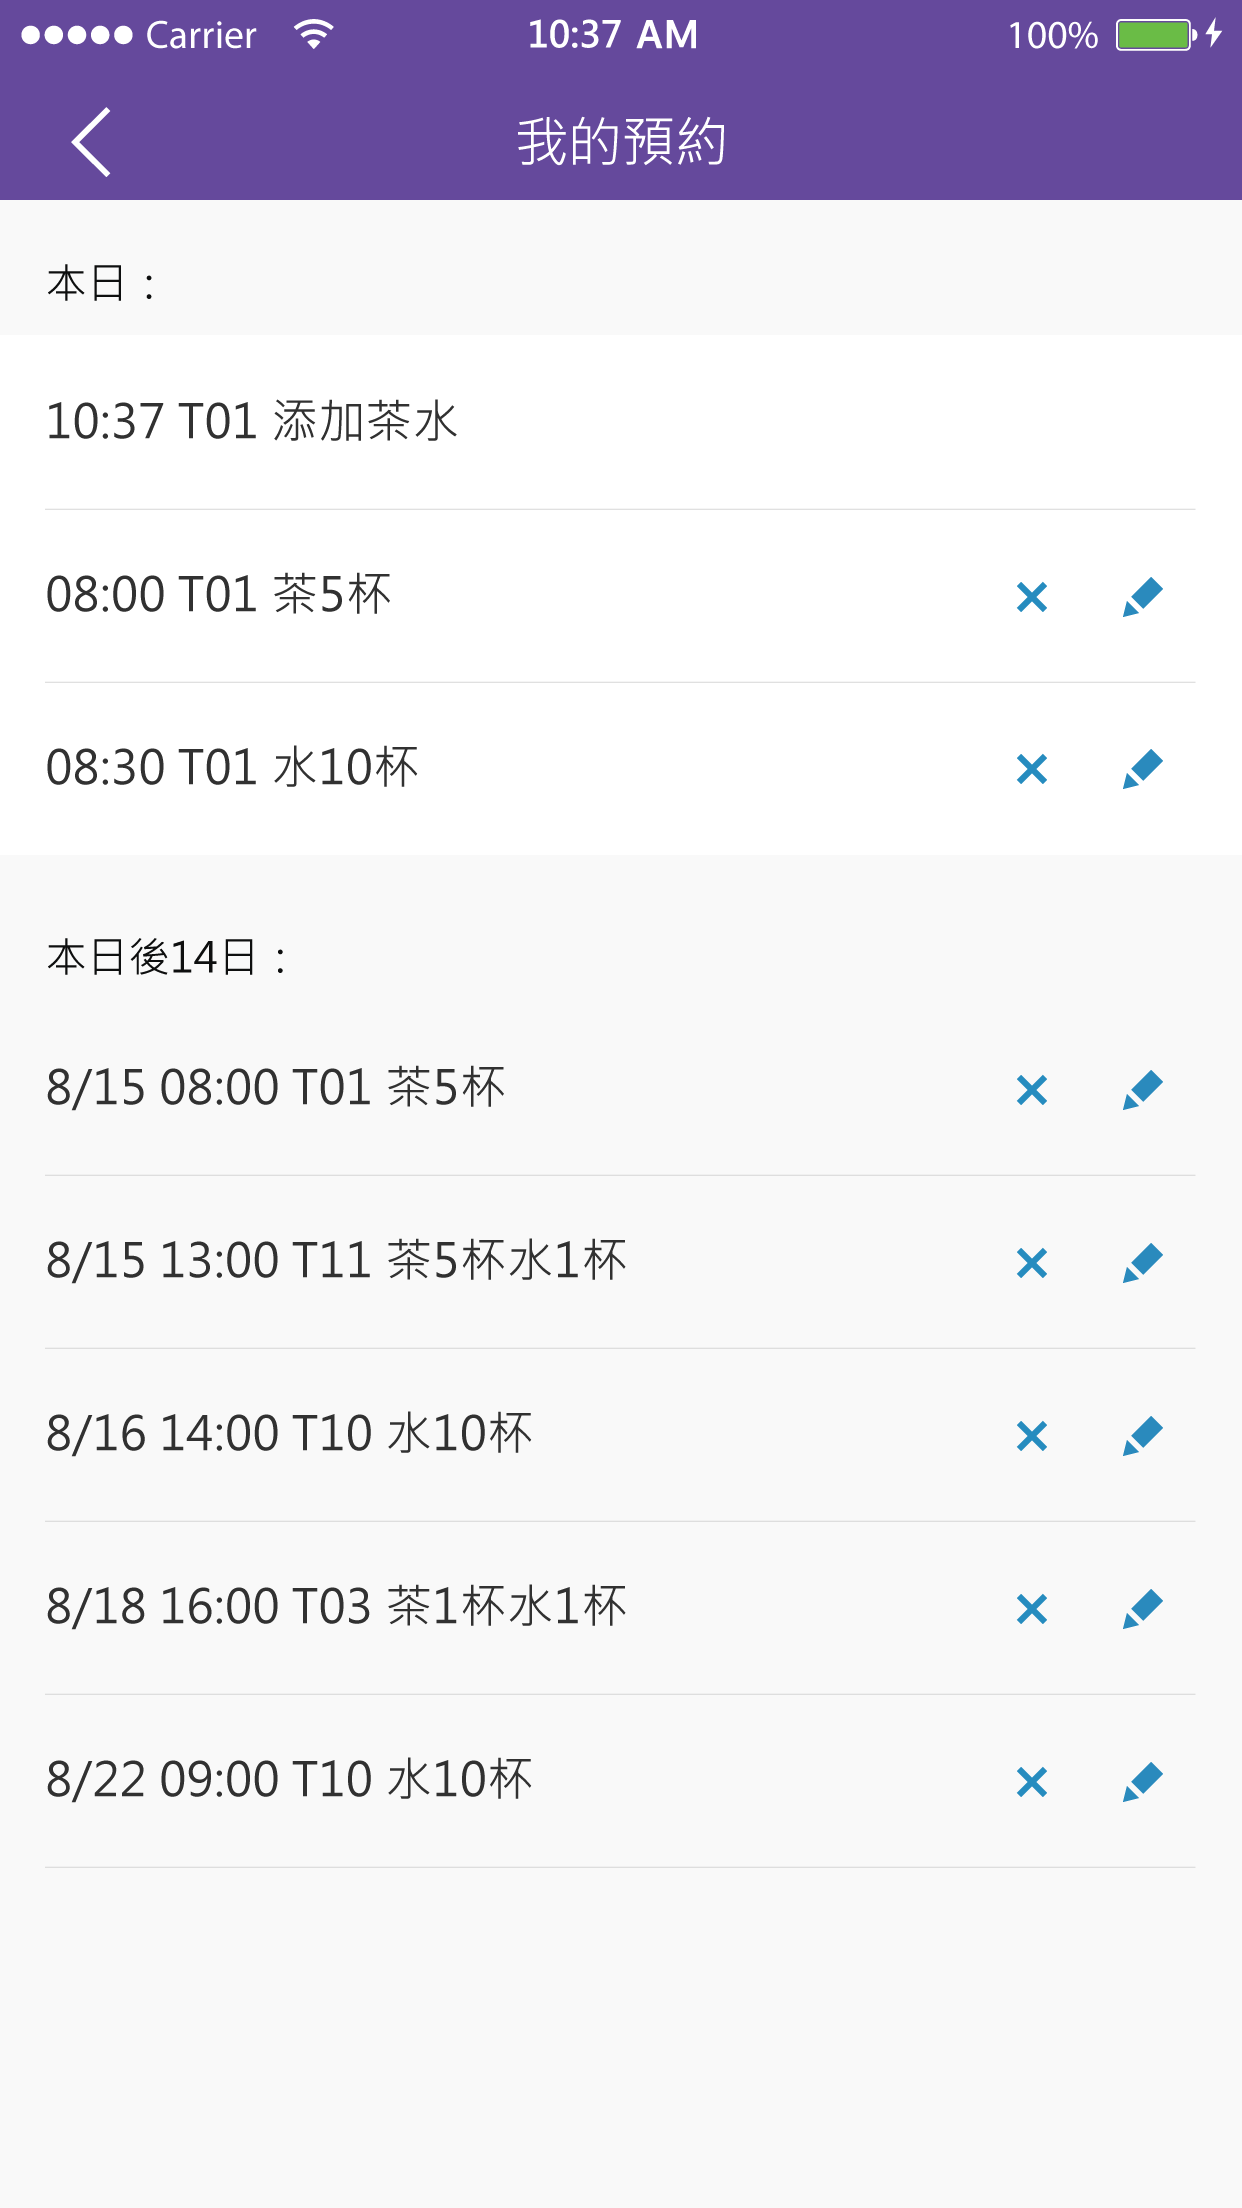 Carrier 10:37 AM 100%
我的預約
本日：
10:37 T01 添加茶水
08:00 T01 茶5杯
08:30 T01 水10杯
本日後14日：
8/15 08:00 T01 茶5杯
8/15 13:00 T11 茶5杯水1杯
8/16 14:00 T10 水10杯
8/18 16:00 T03 茶1杯水1杯
8/22 09:00 T10 水10杯